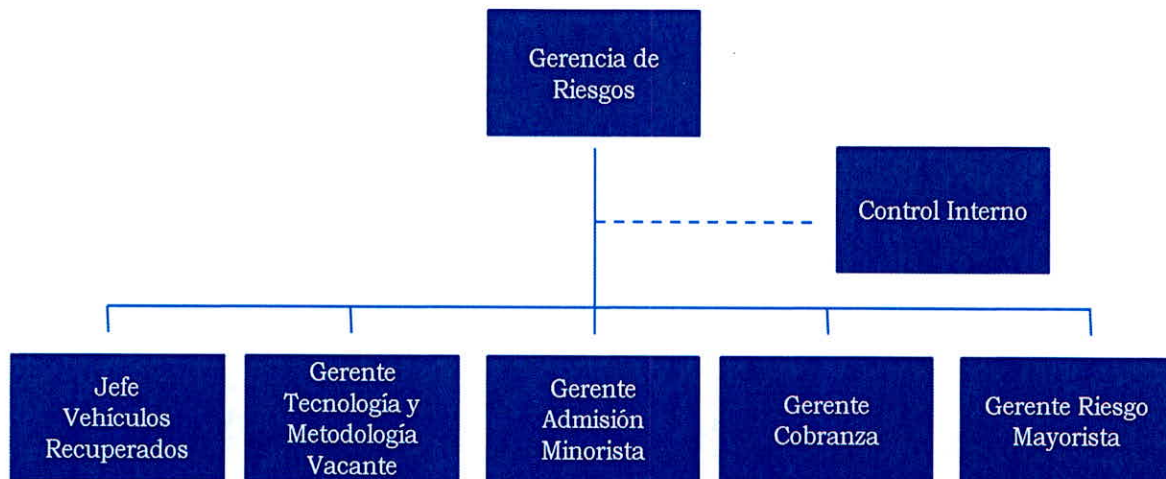 Gerencia de
Riesgos
Control Interno
Jefe
Vehículos
Recuperados
Gerente
Tecnología y
Metodología
Vacante
Gerente
Admisión
Minorista
Gerente
Cobranza
Gerente Riesgo
Mayorista